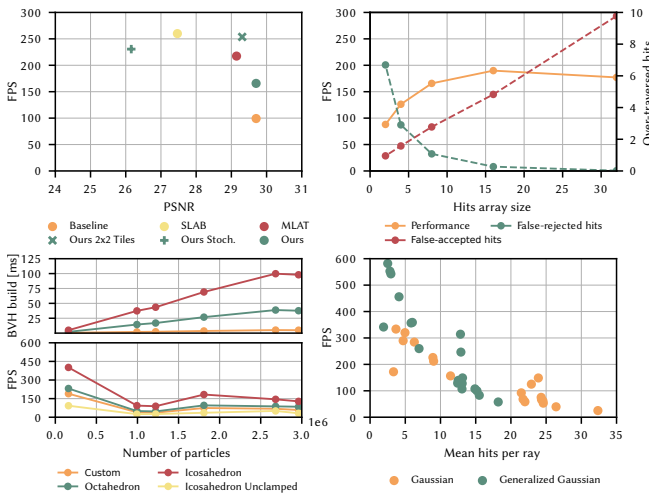 300
250
200
150
100
50
0
FPS
24 25 26 27 28 29 30 31
PSNR
Baseline SLAB MLAT
Ours 2x2 Tiles Ours Stoch. Ours
300
250
200
150
100
50
0
FPS
10
8
6
4
2
0
Over-traversed hits
0 5 10 15 20 25 30
Hits array size
Performance False-rejected hits
False-accepted hits
125
100
75
50
25
BVH build [ms]
600
450
300
150
0
FPS
0.0 0.5 1.0 1.5 2.0 2.5 3.0
1e6
Number of particles
Custom Icosahedron
Octahedron Icosahedron Unclamped
600
500
400
300
200
100
0
FPS
0 5 10 15 20 25 30 35
Mean hits per ray
Gaussian Generalized Gaussian